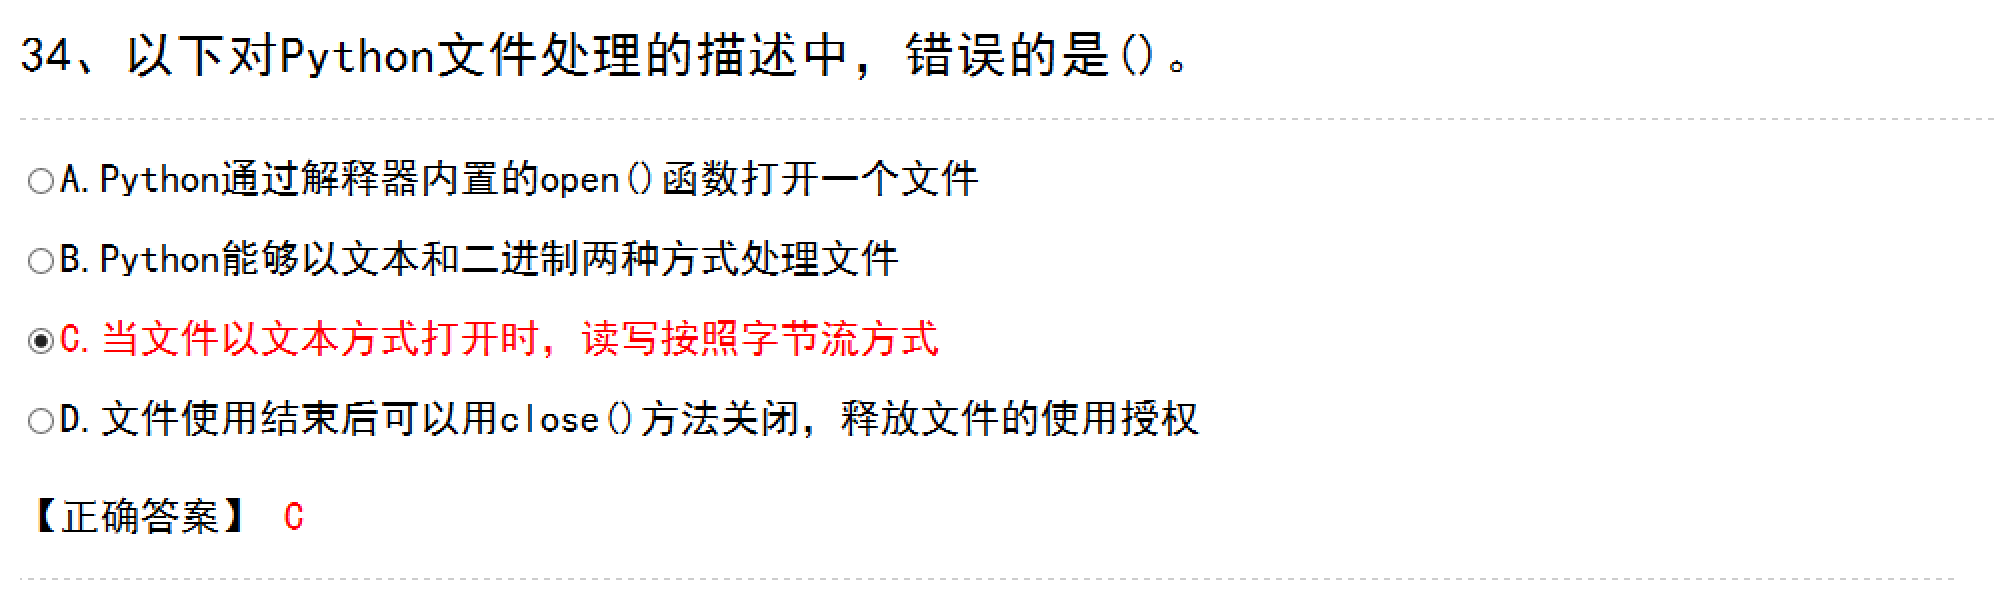 34、以下对Python文件处理的描述中，错误的是()。
A.Python通过解释器内置的open()函数打开一个文件
B.Python能够以文本和二进制两种方式处理文件
C.当文件以文本方式打开时，读写按照字节流方式
D.文件使用结束后可以用close()方法关闭，释放文件的使用授权
【正确答案】 C